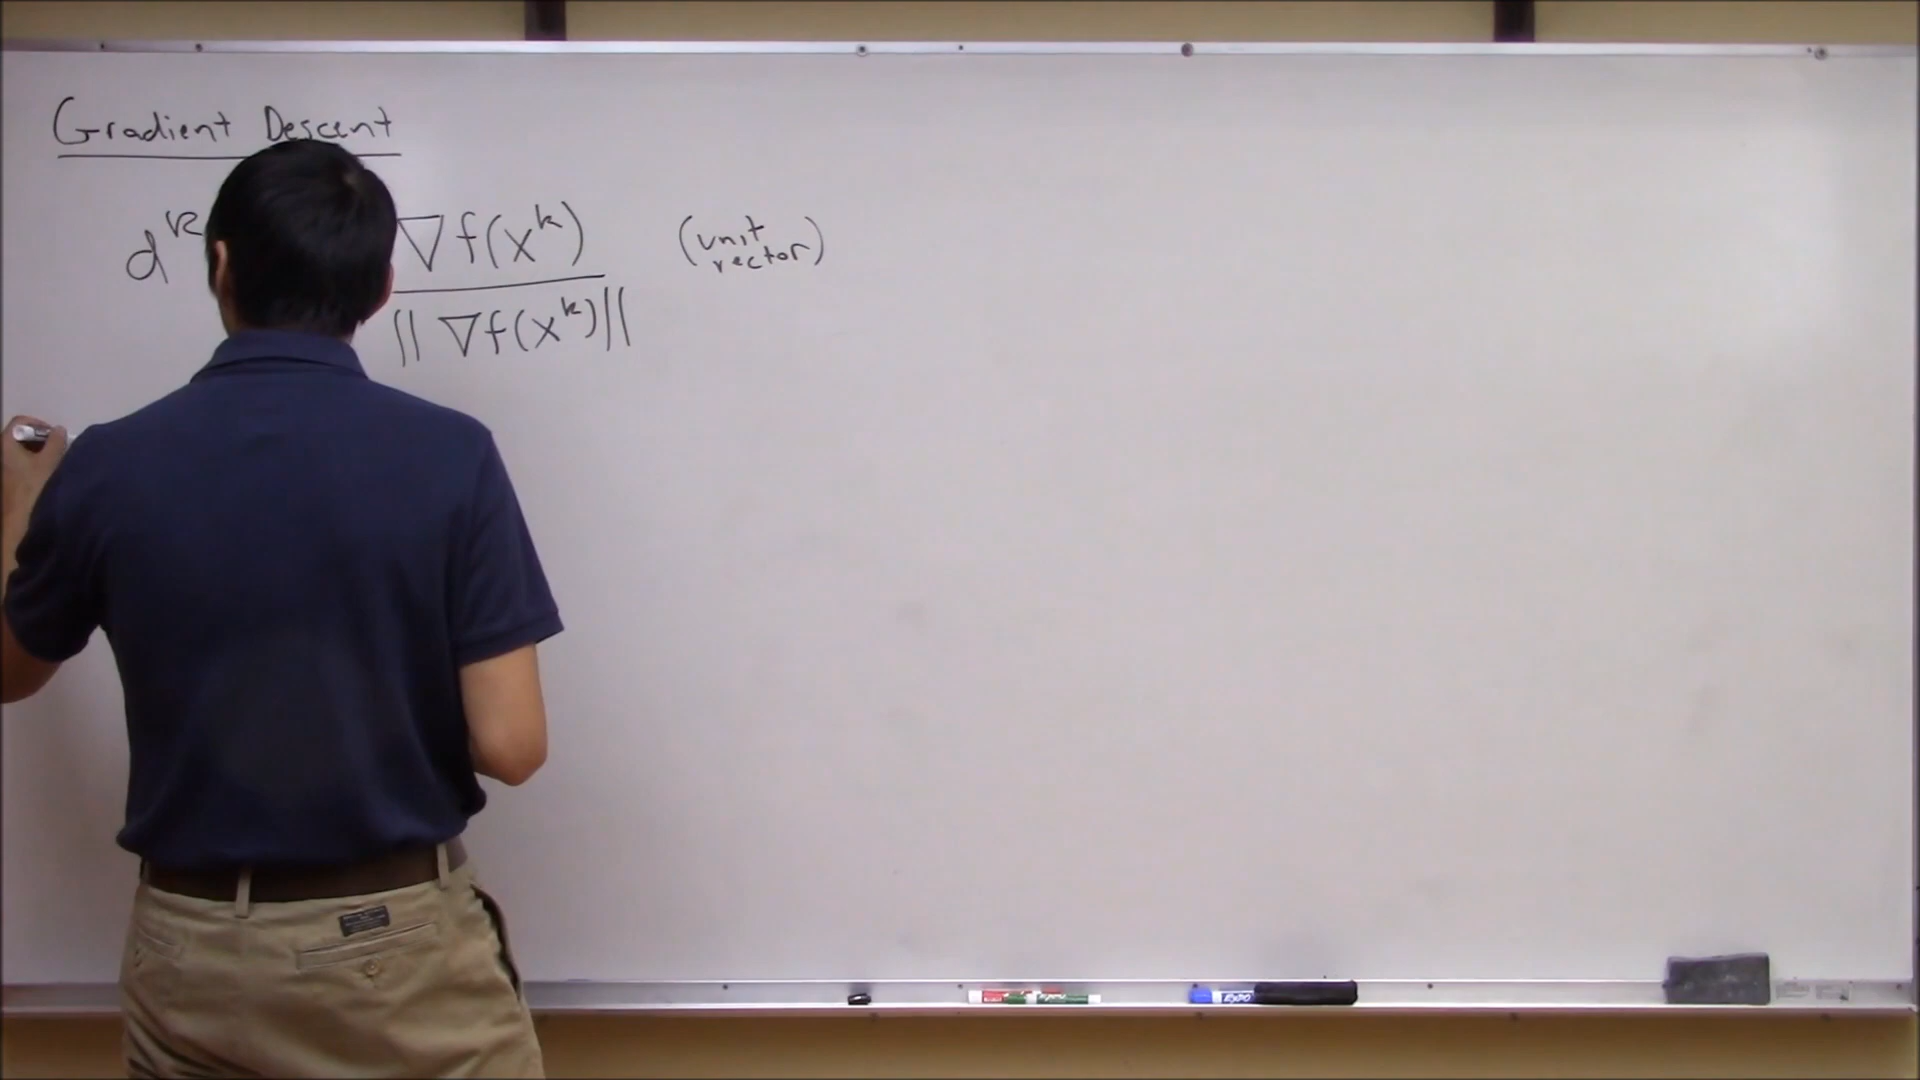 Gradient Descent
d^k ∇f(x^k) (unit vector)
‖∇f(x^k)‖
EXPO